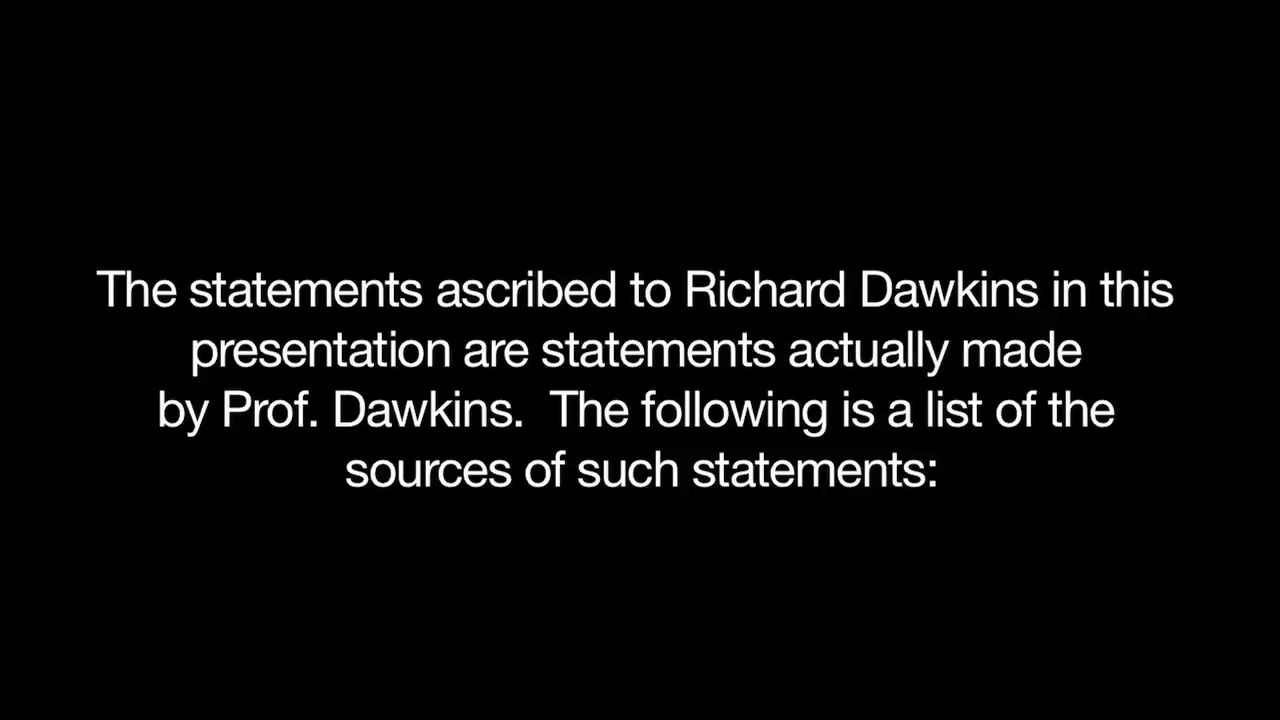 The statements ascribed to Richard Dawkins in this
presentation are statements actually made
by Prof. Dawkins.  The following is a list of the
sources of such statements: